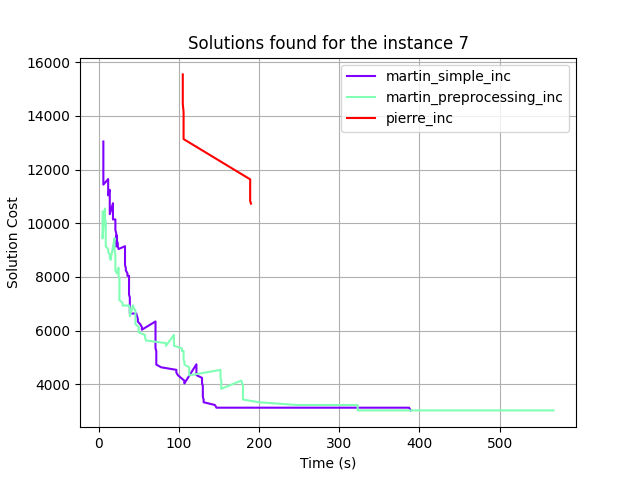 Solutions found for the instance 7
martin_simple_inc
martin_preprocessing_inc
pierre_inc
Solution Cost
16000
14000
12000
10000
8000
6000
4000
0 100 200 300 400 500
Time (s)